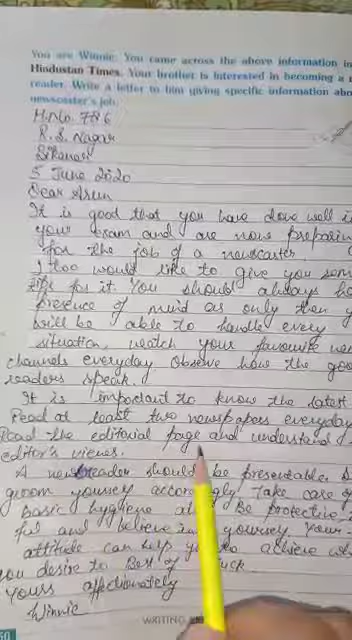 You are Winnie. You came across the above information in
Hindustan Times. Your brother is interested in becoming a
reader. Write a letter to him giving specific information
newscaster's job.
H.No. 786
R.S. Nagar
5 June 2020
Dear Arun
It is good that you have done well i
your exam and are now preparin
for the job of a newscaster.
I too would like to give you som
tips for it. You should always ha
presence of mind as only then y
will be able to handle every
situation, watch your favourite
channels everyday observe how the
readers speak.
It is important to know the latest
Read at least two newspapers everyday
Read the editorial page and understand
editor's views.
A newsreader should be presentable.
groom yourself accordingly Take care of
basic hygiene Be
ful and believe in yourself Your
attitude can help you to achieve
you desire to Best of luck
Yours affectionately
Winnie
WRITING